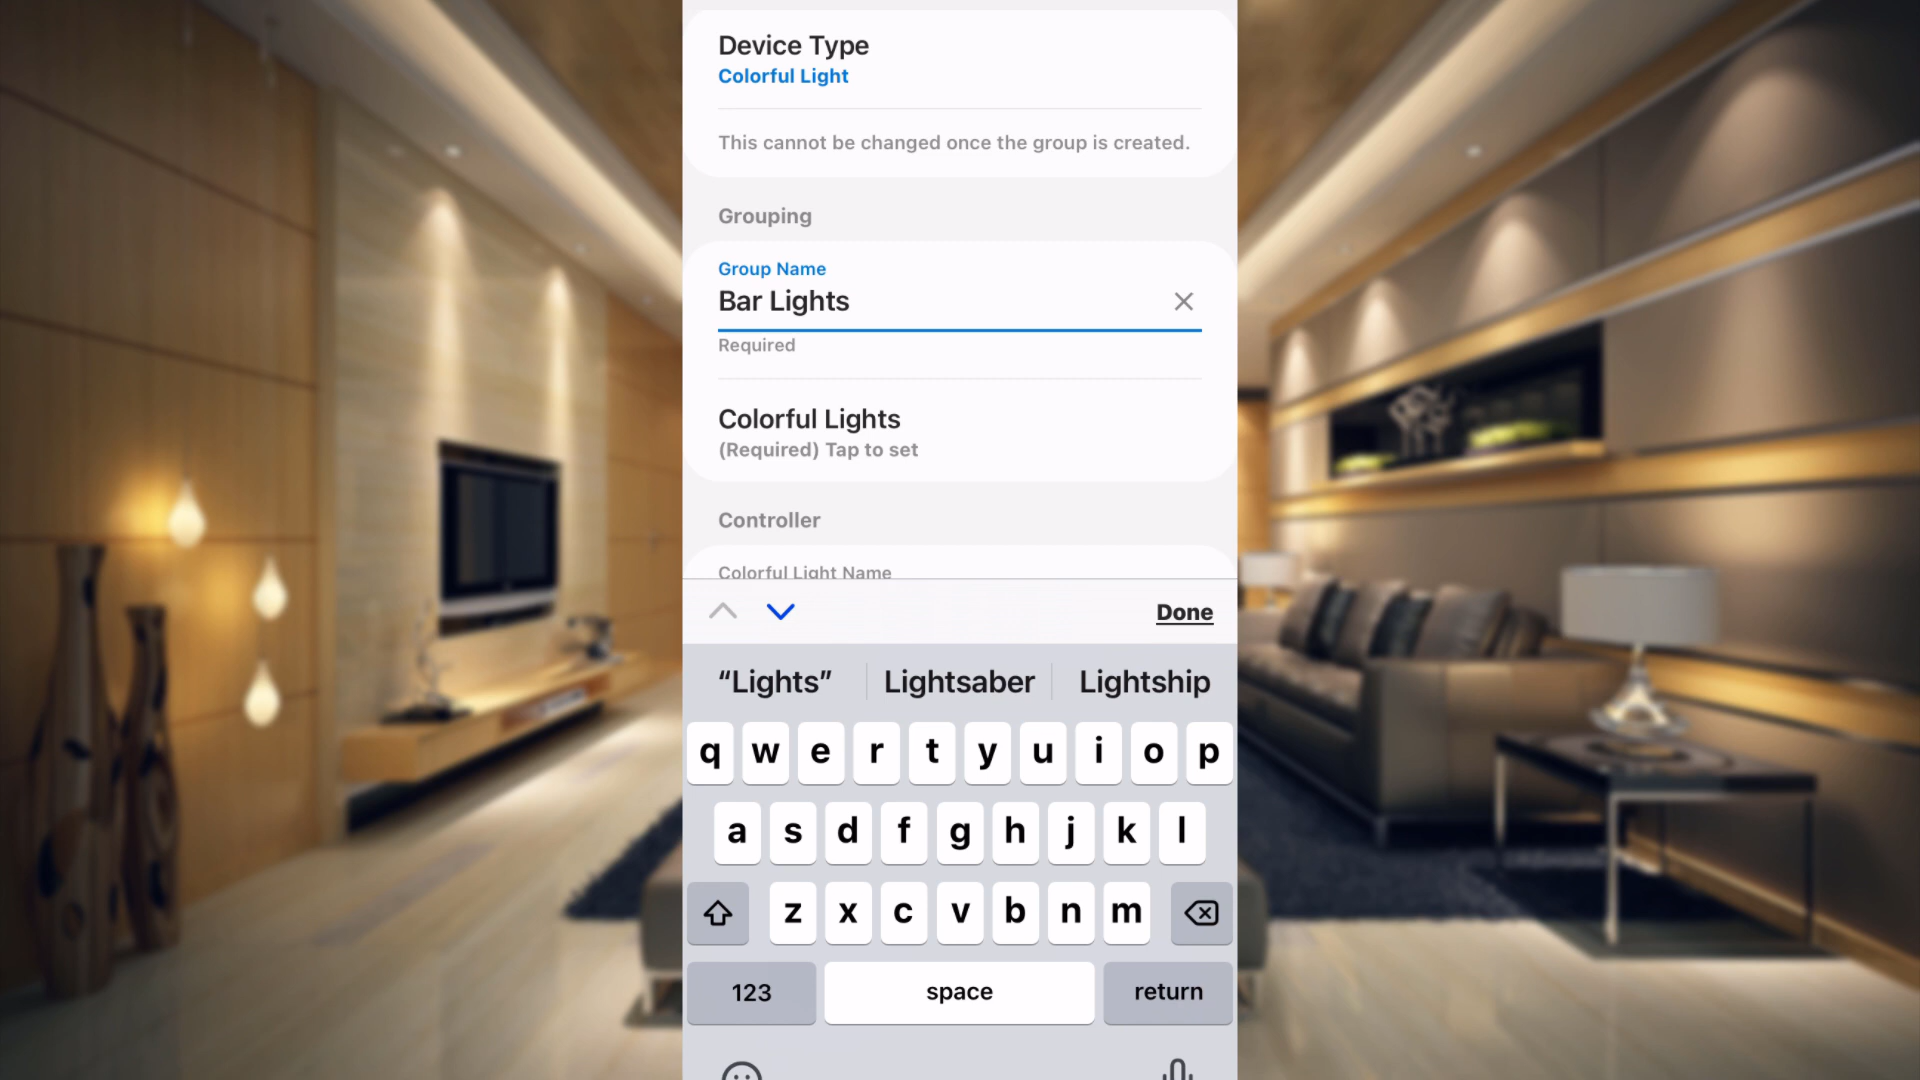 Device Type
Colorful Light
This cannot be changed once the group is created.
Grouping
Group Name
Bar Lights
Required
Colorful Lights
(Required) Tap to set
Controller
Colorful Light Name
Done
“Lights” Lightsaber Lightship
q w e r t y u i o p
a s d f g h j k l
z x c v b n m
123 space return